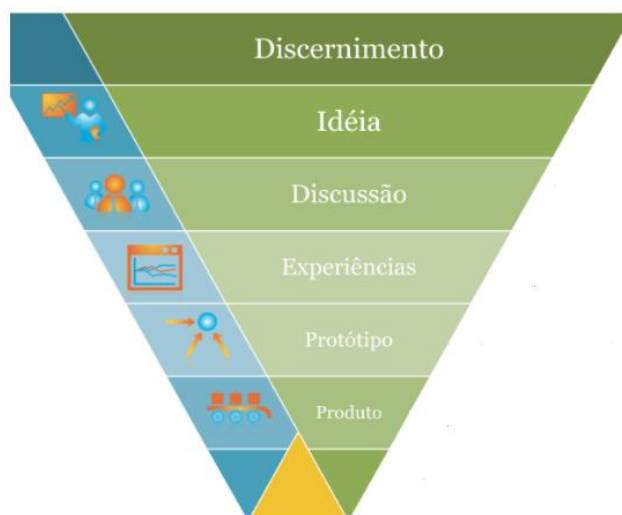 Discernimento
Idéia
Discussão
Experiências
Protótipo
Produto